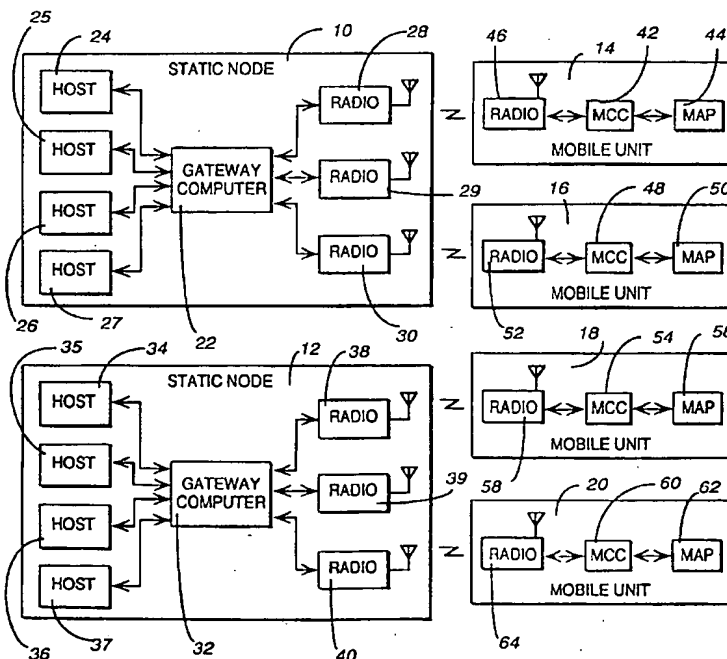 24
10
28
46
14
42
44
25
STATIC NODE
HOST
RADIO
RADIO
MCC
MAP
MOBILE UNIT
HOST
GATEWAY
COMPUTER
RADIO
29
16
48
50
HOST
HOST
RADIO
RADIO
MCC
MAP
MOBILE UNIT
26
27
22
30
52
35
34
12
38
18
54
56
STATIC NODE
HOST
RADIO
RADIO
MCC
MAP
MOBILE UNIT
HOST
GATEWAY
COMPUTER
RADIO
39
58
20
60
62
HOST
HOST
RADIO
RADIO
MCC
MAP
MOBILE UNIT
36
37
32
40
64